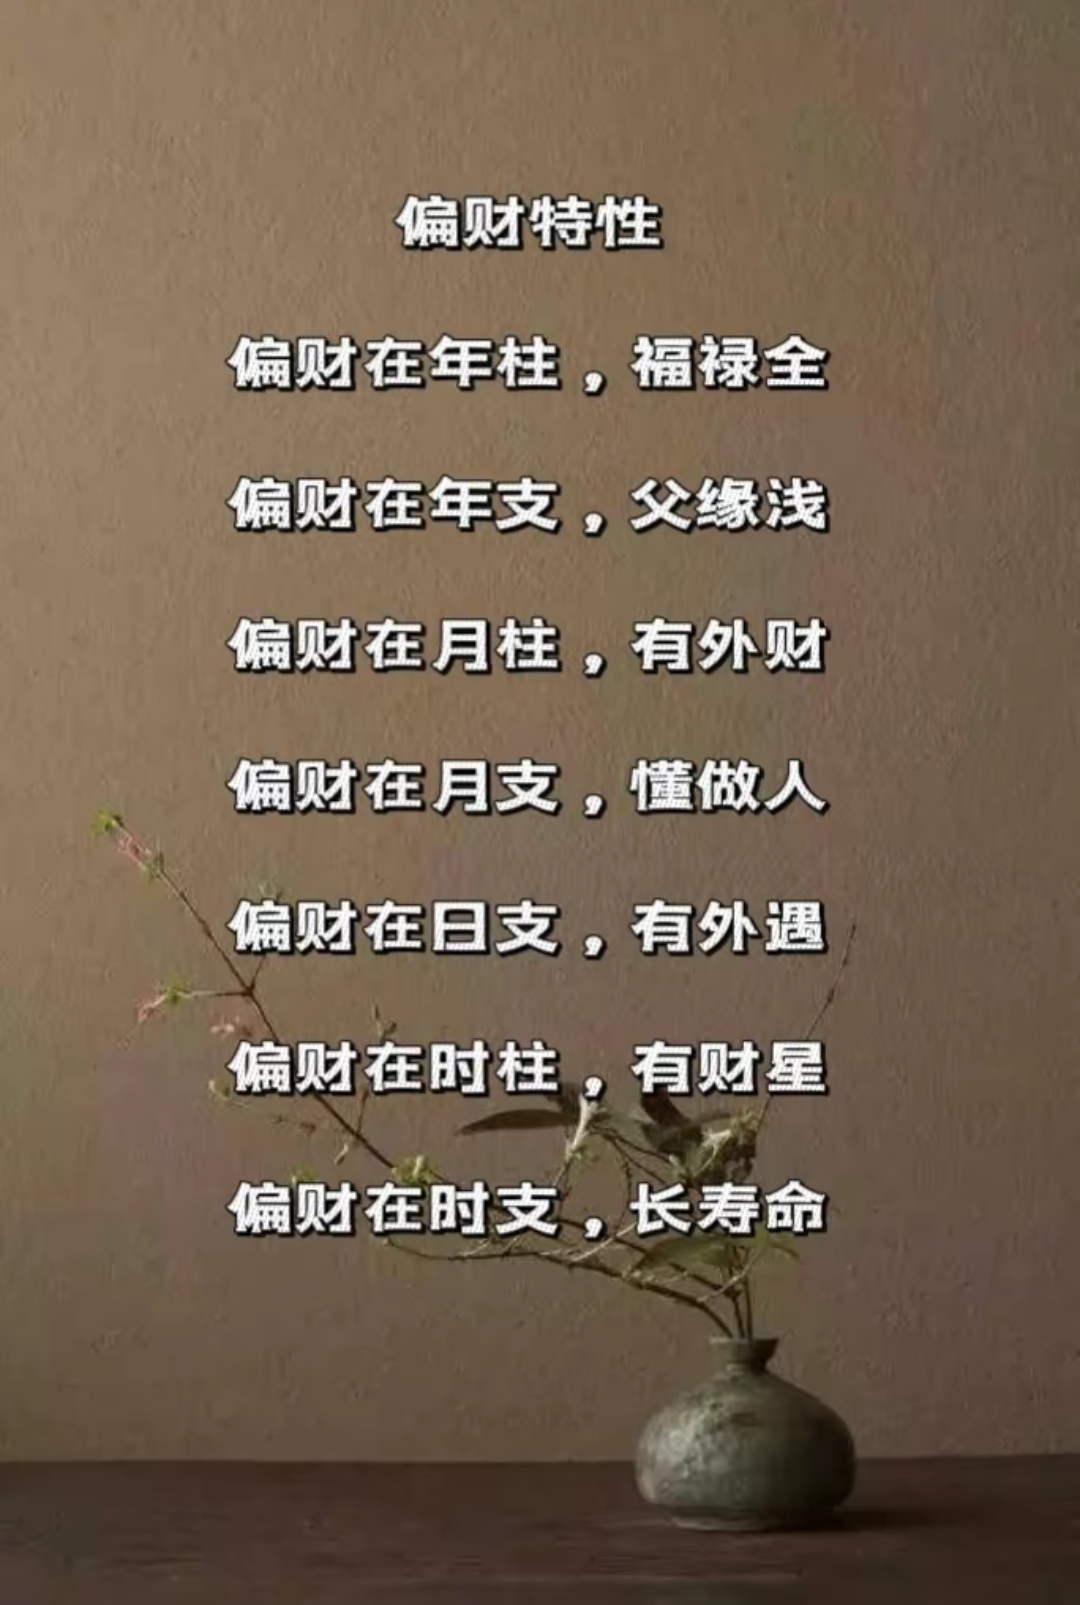 偏财特性
偏财在年柱，福禄全
偏财在年支，父缘浅
偏财在月柱，有外财
偏财在月支，懂做人
偏财在日支，有外遇
偏财在时柱，有财星
偏财在时支，长寿命